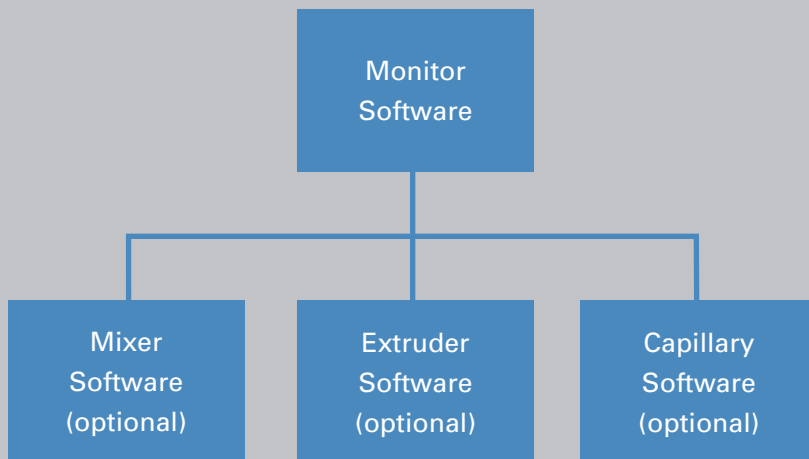 Monitor
Software
Mixer
Software
(optional)
Extruder
Software
(optional)
Capillary
Software
(optional)